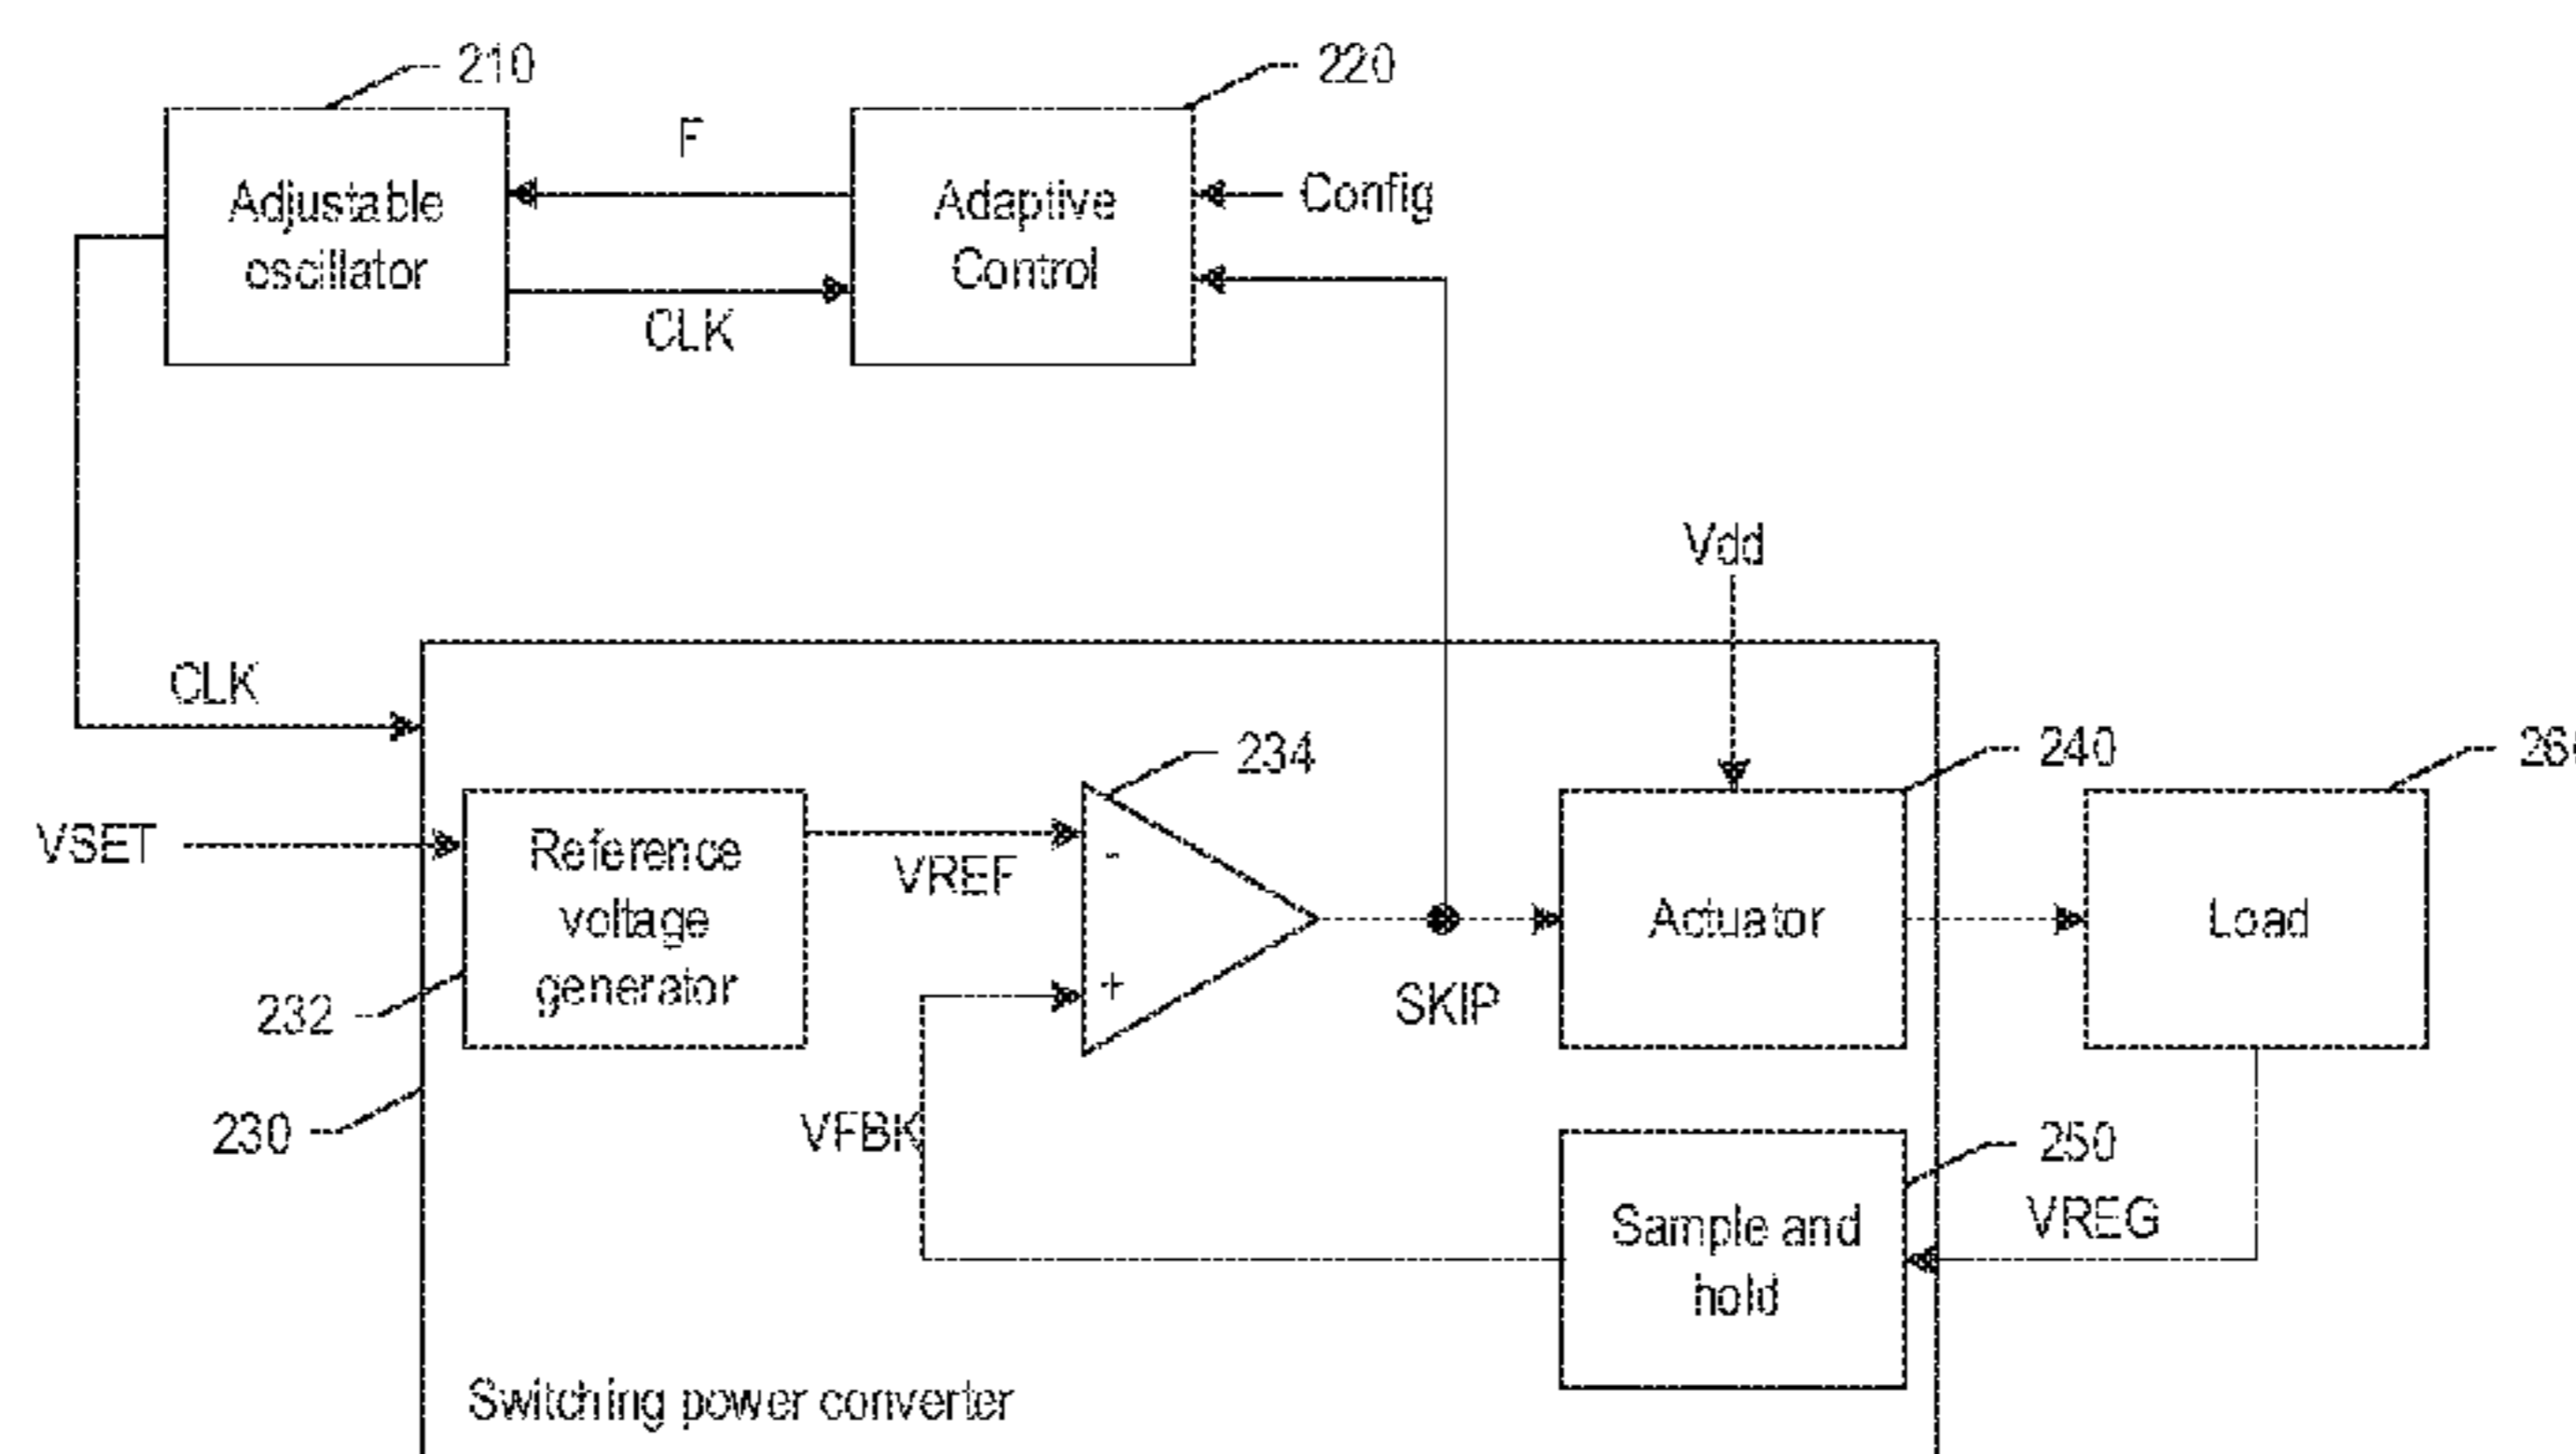 210
220
F
Adjustable
oscillator
Adaptive
Control
Config
CLK
Vdd
CLK
234
240
VSET
Reference
voltage
generator
VREF
-
+
Actuator
Load
232
SKIP
230
VFBK
250
Sample and
hold
VREG
Switching power converter